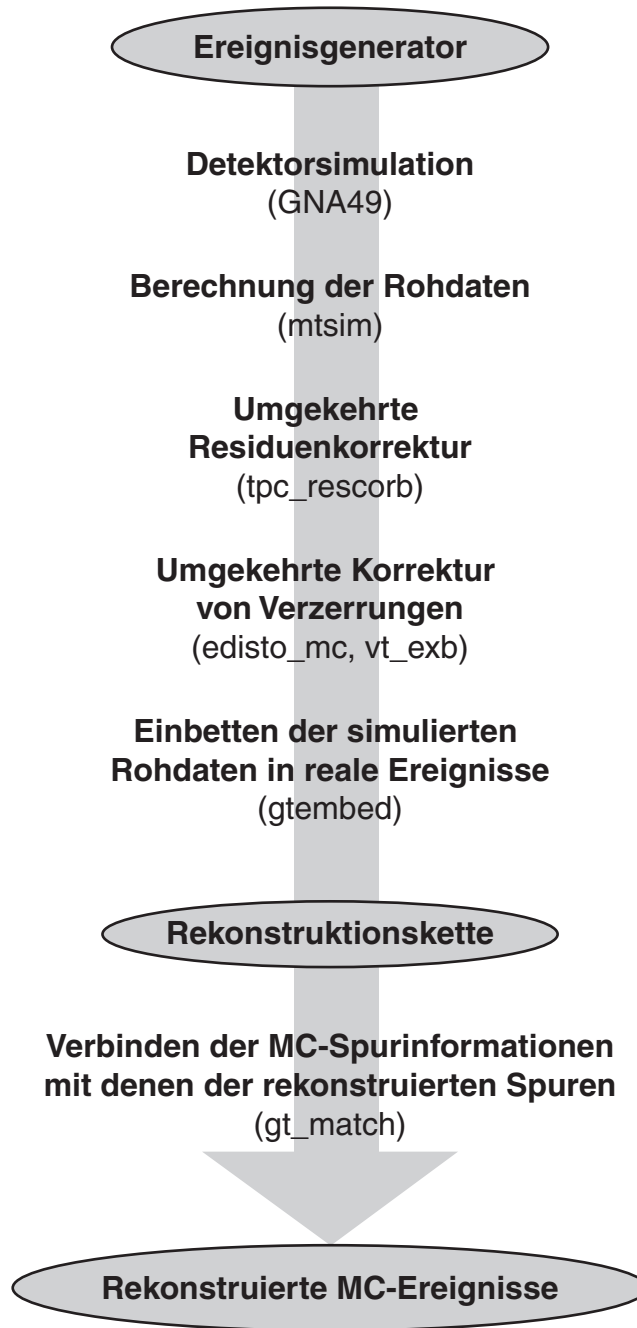 Ereignisgenerator
Detektorsimulation
(GNA49)
Berechnung der Rohdaten
(mtsim)
Umgekehrte
Residuenkorrektur
(tpc_rescorb)
Umgekehrte Korrektur
von Verzerrungen
(edisto_mc, vt_exb)
Einbetten der simulierten
Rohdaten in reale Ereignisse
(gtembed)
Rekonstruktionskette
Verbinden der MC-Spurinformationen
mit denen der rekonstruierten Spuren
(gt_match)
Rekonstruierte MC-Ereignisse